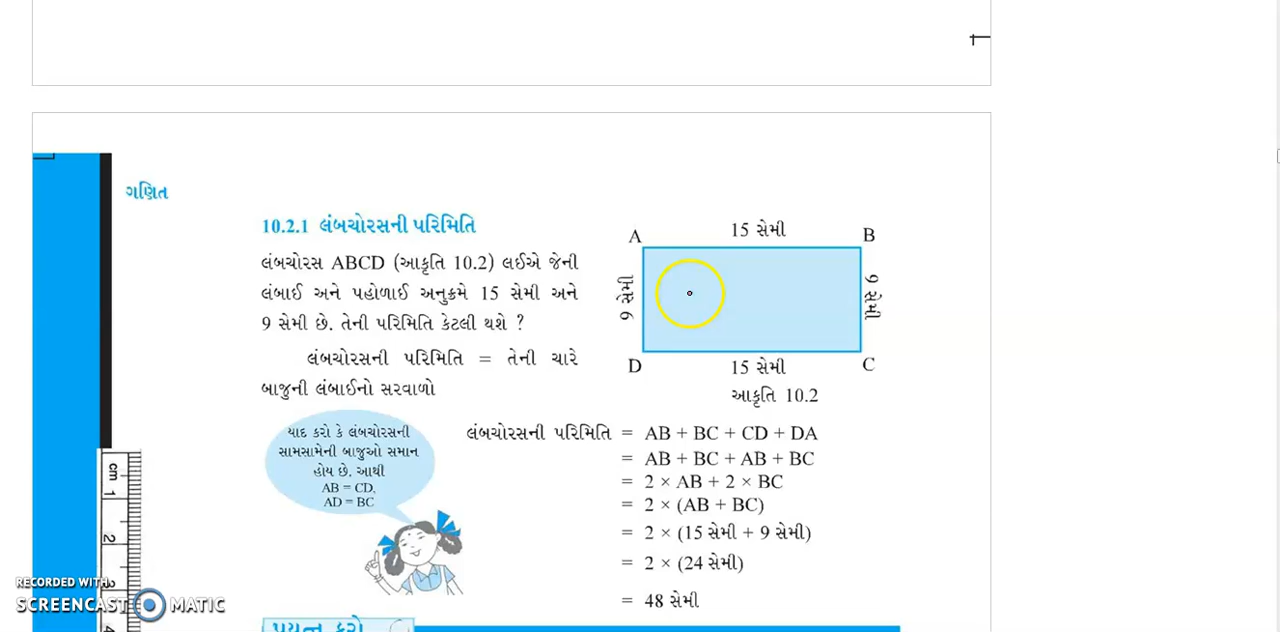 ગણિત
10.2.1 લંબચોરસની પરિમિતિ
લંબચોરસ ABCD (આકૃતિ 10.2) લઈએ જેની
લંબાઈ અને પહોળાઈ અનુક્રમે 15 સેમી અને
9 સેમી છે. તેની પરિમિતિ કેટલી થશે ?
લંબચોરસની પરિમિતિ = તેની ચારે
બાજુની લંબાઈનો સરવાળો
15 સેમી
A
B
9 સેમી
9 સેમી
D
15 સેમી
C
આકૃતિ 10.2
યાદ કરો કે લંબચોરસની
સામસામેની બાજુઓ સમાન
હોય છે. આથી
AB = CD,
AD = BC
લંબચોરસની પરિમિતિ = AB + BC + CD + DA
= AB + BC + AB + BC
= 2 × AB + 2 × BC
= 2 × (AB + BC)
= 2 × (15 સેમી + 9 સેમી)
= 2 × (24 સેમી)
= 48 સેમી
cm
1
2
3
4
RECORDED WITH
SCREENCAST MATIC
પ્રયત્ન કરો